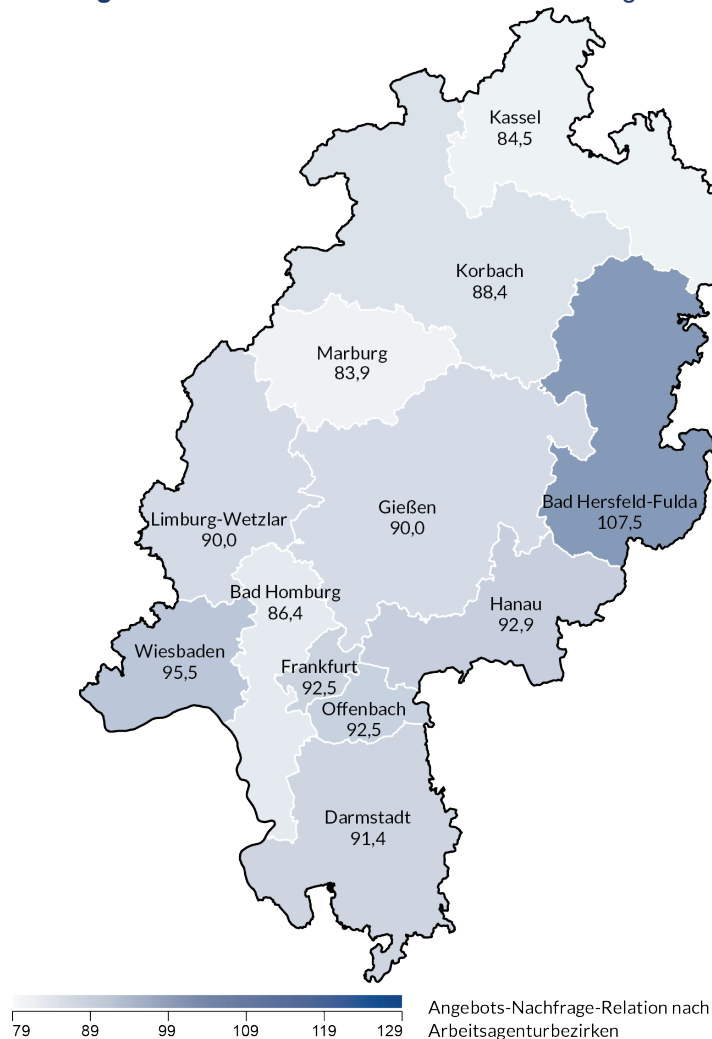 Kassel
84,5
Korbach
88,4
Marburg
83,9
Bad Hersfeld-Fulda
107,5
Limburg-Wetzlar
90,0
Gießen
90,0
Bad Homburg
86,4
Hanau
92,9
Wiesbaden
95,5
Frankfurt
92,5
Offenbach
92,5
Darmstadt
91,4
79 89 99 109 119 129
Angebots-Nachfrage-Relation nach
Arbeitsagenturbezirken